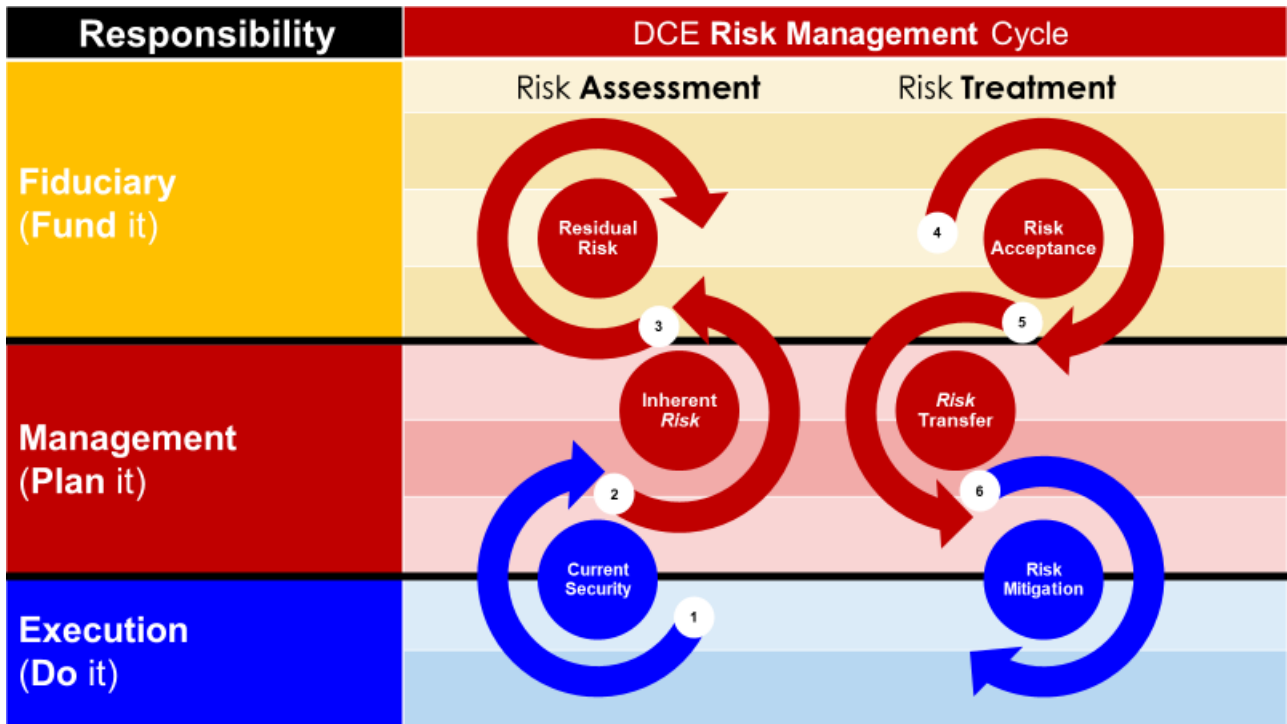 Responsibility
DCE Risk Management Cycle
Risk Assessment
Risk Treatment
Fiduciary
(Fund it)
Residual
Risk
4
Risk
Acceptance
3
5
Management
(Plan it)
Inherent
Risk
Risk
Transfer
2
6
Execution
(Do it)
Current
Security
1
Risk
Mitigation